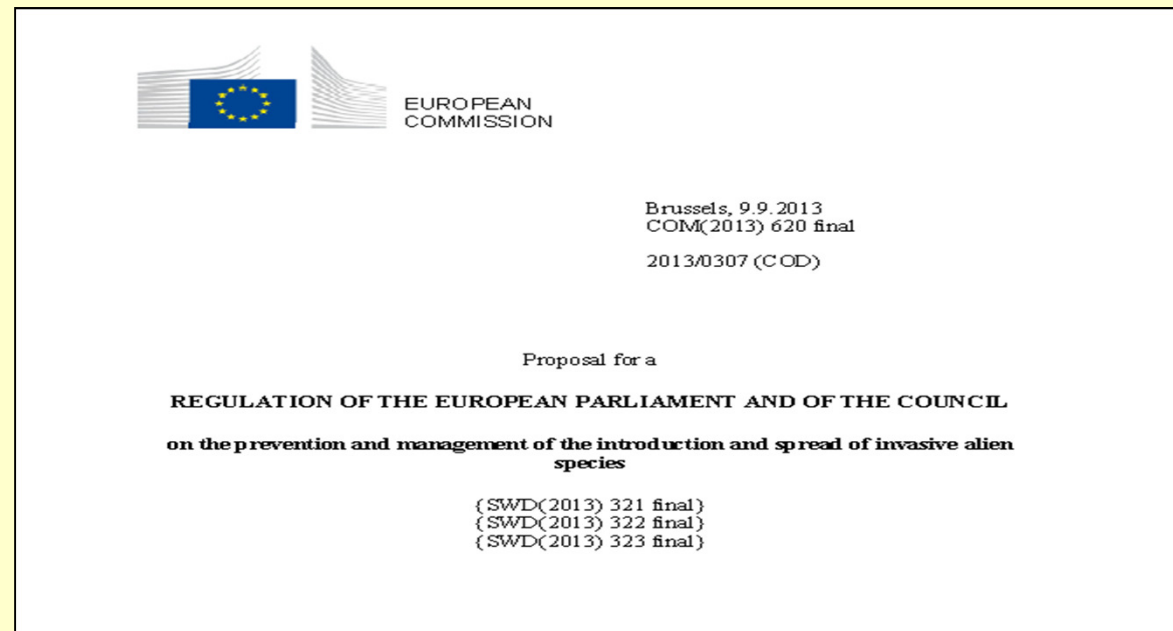 EUROPEAN
COMMISSION
Brussels, 9.9.2013
COM(2013) 620 final
2013/0307 (COD)
Proposal for a
REGULATION OF THE EUROPEAN PARLIAMENT AND OF THE COUNCIL
on the prevention and management of the introduction and spread of invasive alien
species
{SWD(2013) 321 final}
{SWD(2013) 322 final}
{SWD(2013) 323 final}